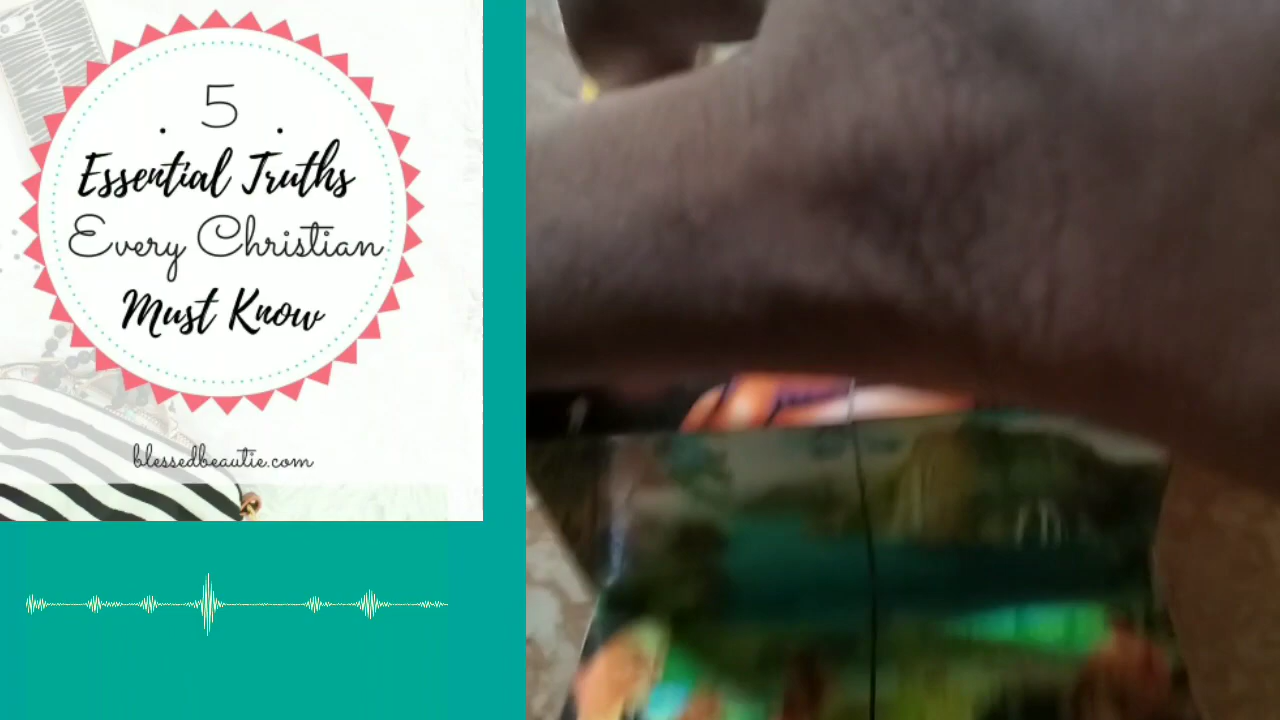 5
Essential Truths
Every Christian
Must Know
blessedbeautie.com